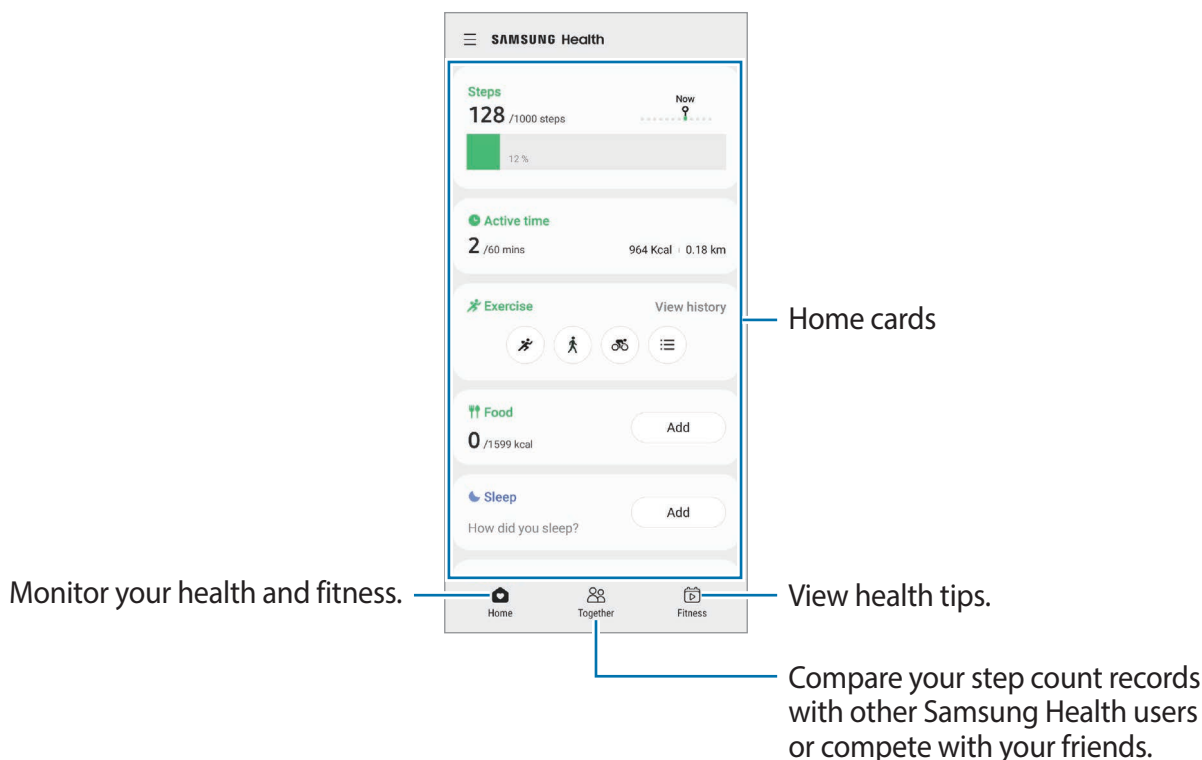 SAMSUNG Health
Steps
128 /1000 steps
Now
12 %
Active time
2 /60 mins
964 Kcal 0.18 km
Exercise
View history
Home cards
Food
0 /1599 kcal
Add
Sleep
How did you sleep?
Add
Monitor your health and fitness.
Home
Together
Fitness
View health tips.
Compare your step count records
with other Samsung Health users
or compete with your friends.